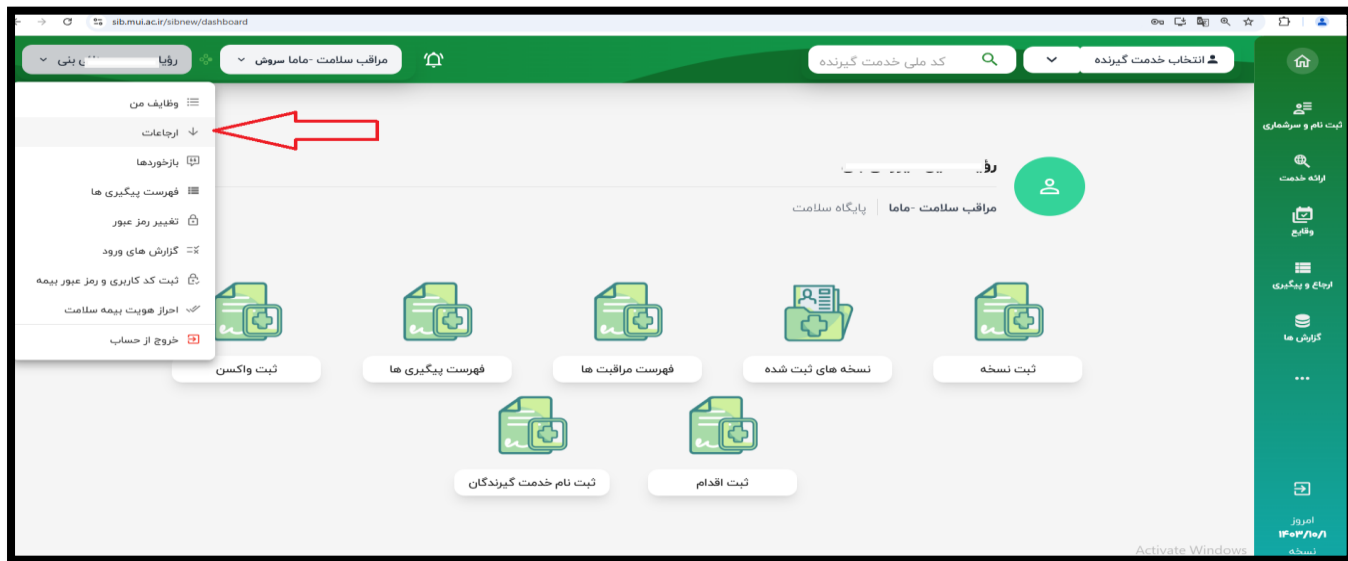 sib.mui.ac.ir/sibnew/dashboard
انتخاب خدمت گیرنده
کد ملی خدمت گیرنده
مراقب سلامت -ماما سروش
رؤیا
بنی
وظایف من
ارجاعات
بازخوردها
فهرست پیگیری ها
تغییر رمز عبور
گزارش های ورود
ثبت کد کاربری و رمز عبور بیمه
احراز هویت بیمه سلامت
خروج از حساب
ثبت نام و سرشماری
ارائه خدمت
وقایع
ارجاع و پیگیری
گزارش ها
...
امروز
۱۴۰۳/۱۰/۱
نسخه
مراقب سلامت -ماما | پایگاه سلامت
ثبت نسخه
نسخه های ثبت شده
فهرست مراقبت ها
فهرست پیگیری ها
ثبت واکسن
ثبت اقدام
ثبت نام خدمت گیرندگان
Activate Windows